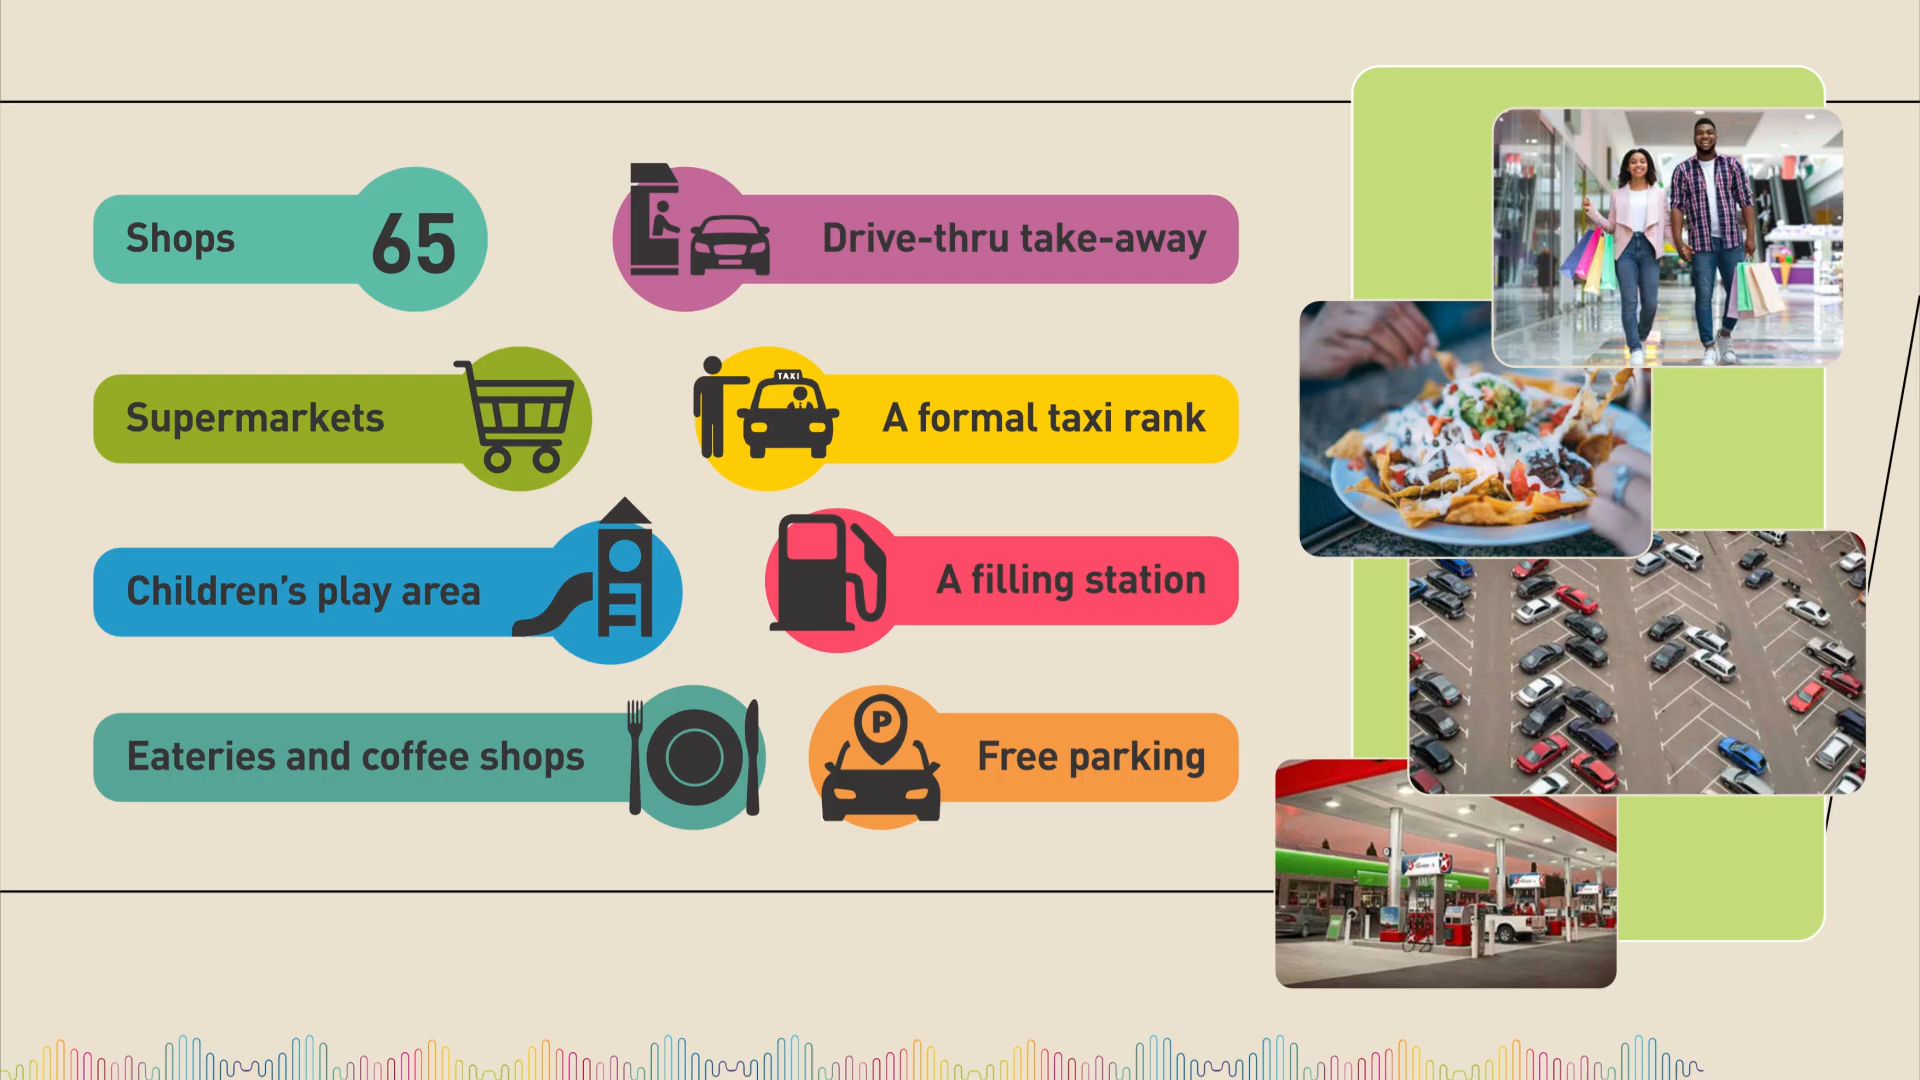 Shops
65
Drive-thru take-away
Supermarkets
TAXI
A formal taxi rank
Children's play area
A filling station
Eateries and coffee shops
P
Free parking